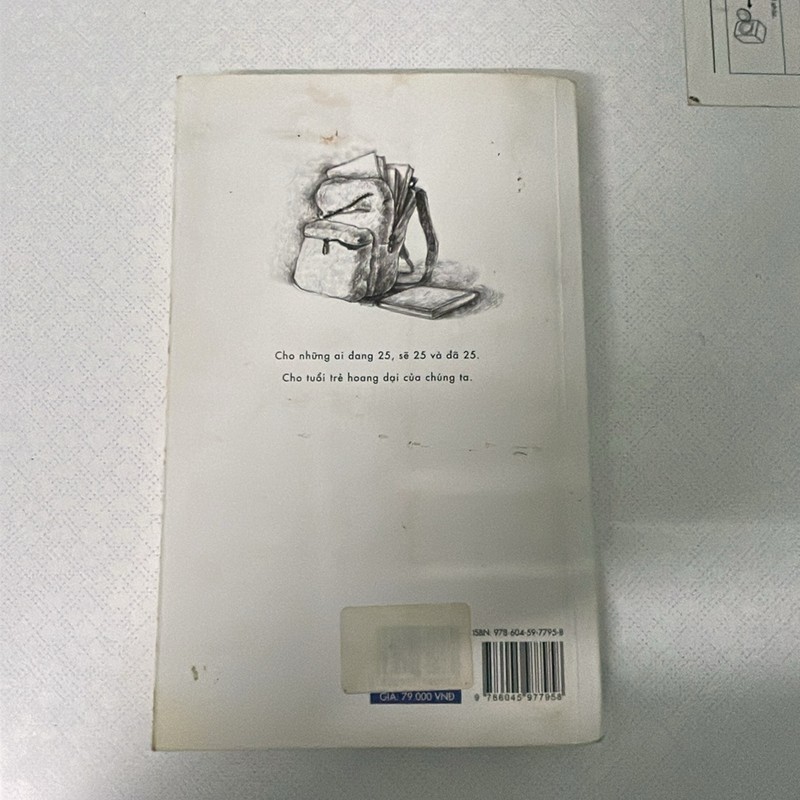 Cho những ai đang 25, sẽ 25 và đã 25.
Cho tuổi trẻ hoang dại của chúng ta.
ISBN: 978-604-59-7795-8
GIÁ: 79.000 VNĐ
9 786045 977958